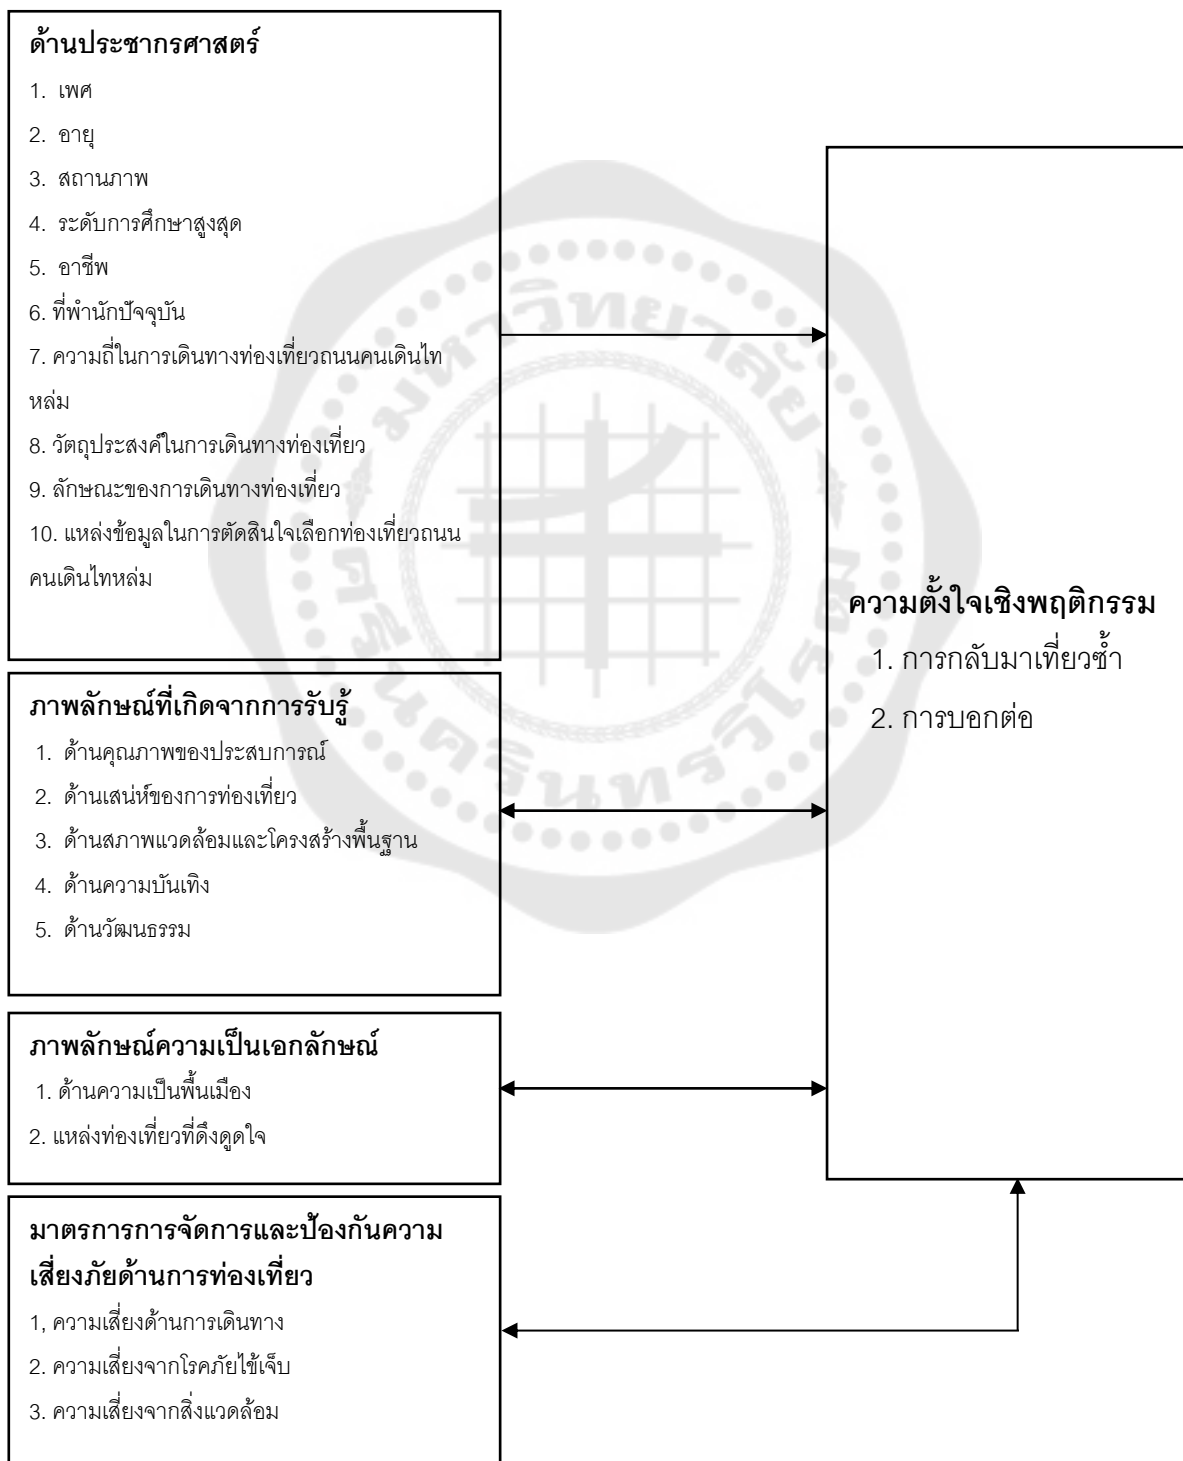 ด้านประชากรศาสตร์
1. เพศ
2. อายุ
3. สถานภาพ
4. ระดับการศึกษาสูงสุด
5. อาชีพ
6. ที่พำนักปัจจุบัน
7. ความถี่ในการเดินทางท่องเที่ยวถนนคนเดินไท
หล่ม
8. วัตถุประสงค์ในการเดินทางท่องเที่ยว
9. ลักษณะของการเดินทางท่องเที่ยว
10. แหล่งข้อมูลในการตัดสินใจเลือกท่องเที่ยวถนน
คนเดินไทหล่ม
ภาพลักษณ์ที่เกิดจากการรับรู้
1. ด้านคุณภาพของประสบการณ์
2. ด้านเสน่ห์ของการท่องเที่ยว
3. ด้านสภาพแวดล้อมและโครงสร้างพื้นฐาน
4. ด้านความบันเทิง
5. ด้านวัฒนธรรม
ภาพลักษณ์ความเป็นเอกลักษณ์
1. ด้านความเป็นพื้นเมือง
2. แหล่งท่องเที่ยวที่ดึงดูดใจ
มาตรการการจัดการและป้องกันความ
เสี่ยงภัยด้านการท่องเที่ยว
1, ความเสี่ยงด้านการเดินทาง
2. ความเสี่ยงจากโรคภัยไข้เจ็บ
3. ความเสี่ยงจากสิ่งแวดล้อม
ความตั้งใจเชิงพฤติกรรม
1. การกลับมาเที่ยวซ้ำ
2. การบอกต่อ
มหาวิทยาลัย
ศรีนครินทรวิโรฒ